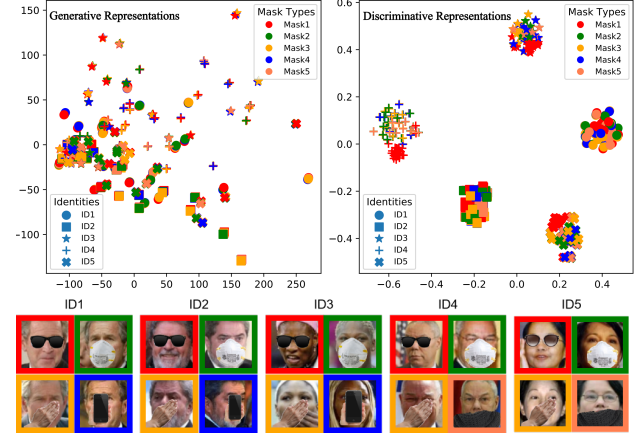 Generative Representations
Mask Types
Mask1
Mask2
Mask3
Mask4
Mask5
Identities
ID1
ID2
ID3
ID4
ID5
150
100
50
0
−50
−100
−100
−50
0
50
100
150
200
250
Discriminative Representations
Mask Types
Mask1
Mask2
Mask3
Mask4
Mask5
Identities
ID1
ID2
ID3
ID4
ID5
0.6
0.4
0.2
0.0
−0.2
−0.4
−0.6
−0.4
−0.2
0.0
0.2
0.4
0.6
ID1 ID2 ID3 ID4 ID5